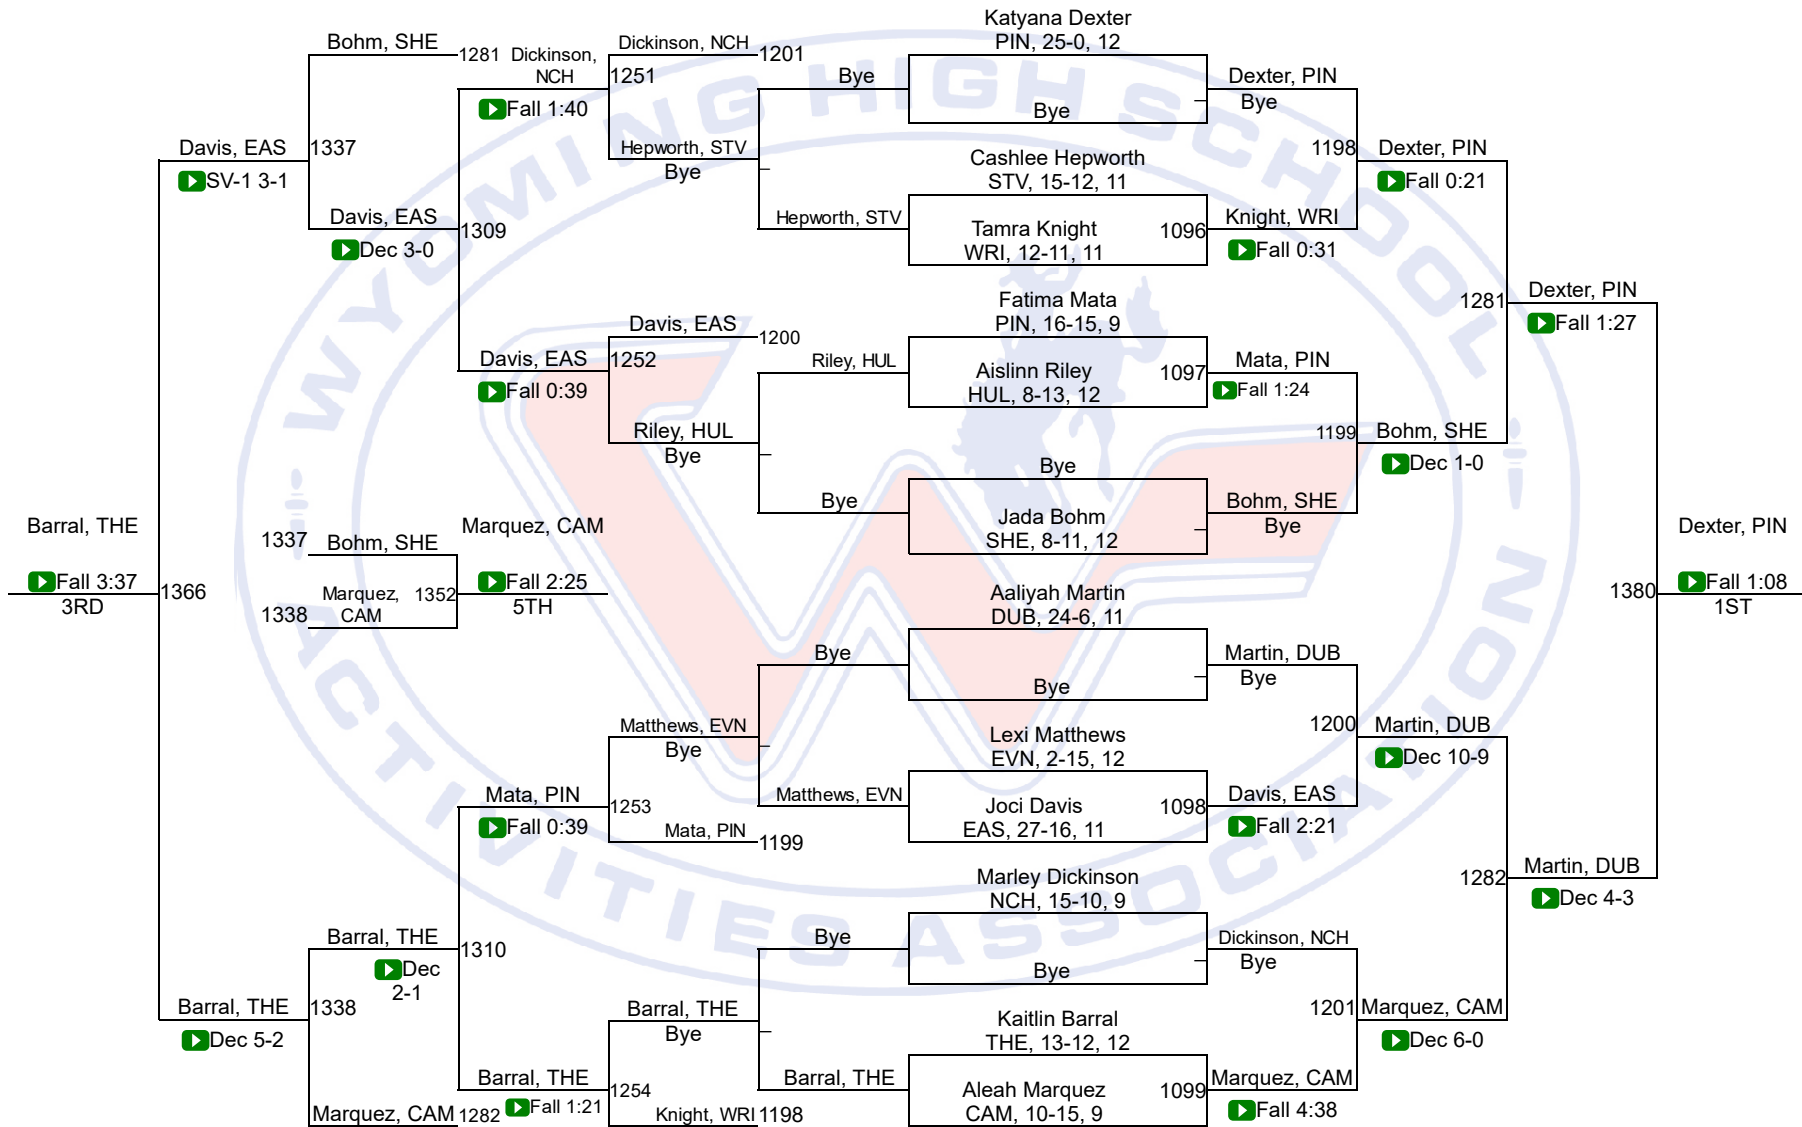 Katyana Dexter
PIN, 25-0, 12
Bye
Cashlee Hepworth
STV, 15-12, 11
Tamra Knight
WRI, 12-11, 11
1096
Fatima Mata
PIN, 16-15, 9
Aislinn Riley
HUL, 8-13, 12
1097
Bye
Jada Bohm
SHE, 8-11, 12
Aaliyah Martin
DUB, 24-6, 11
Bye
Lexi Matthews
EVN, 2-15, 12
Joci Davis
EAS, 27-16, 11
1098
Marley Dickinson
NCH, 15-10, 9
Bye
Kaitlin Barral
THE, 13-12, 12
Aleah Marquez
CAM, 10-15, 9
1099
Dexter, PIN
Bye
1198
Knight, WRI
Fall 0:31
Mata, PIN
Fall 1:24
1199
Bohm, SHE
Bye
Martin, DUB
Bye
1200
Davis, EAS
Fall 2:21
Dickinson, NCH
Bye
1201
Marquez, CAM
Fall 4:38
Dexter, PIN
Fall 0:21
1281
Bohm, SHE
Dec 1-0
Martin, DUB
Dec 10-9
1282
Marquez, CAM
Dec 6-0
Dexter, PIN
Fall 1:27
1380
Martin, DUB
Dec 4-3
Dexter, PIN
Fall 1:08
1ST
Bye
Hepworth, STV
Riley, HUL
Bye
Bye
Matthews, EVN
Bye
Barral, THE
Dickinson, NCH
1201
1251
Hepworth, STV
Bye
Davis, EAS
1200
1252
Riley, HUL
Bye
Matthews, EVN
Bye
1253
Mata, PIN
1199
Barral, THE
Bye
1254
Knight, WRI
1198
Dickinson,
NCH
Fall 1:40
1309
Davis, EAS
Fall 0:39
Mata, PIN
Fall 0:39
1310
Barral, THE
Fall 1:21
Bohm, SHE
1281
1337
Davis, EAS
Dec 3-0
Barral, THE
Dec
2-1
1338
Marquez, CAM
1282
Davis, EAS
SV-1 3-1
1366
Barral, THE
Dec 5-2
Barral, THE
Fall 3:37
3RD
1337
Bohm, SHE
1352
1338
Marquez,
CAM
Marquez, CAM
Fall 2:25
5TH
WYOMING HIGH SCHOOL
ACTIVITIES ASSOCIATION